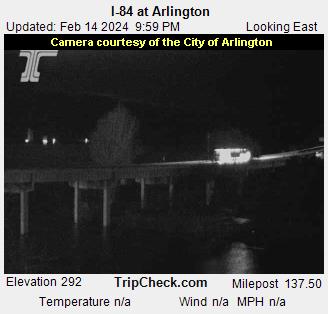 I-84 at Arlington
Updated: Feb 14 2024 9:59 PM Looking East
Camera courtesy of the City of Arlington
Elevation 292 TripCheck.com Milepost 137.50
Temperature n/a Wind n/a MPH n/a